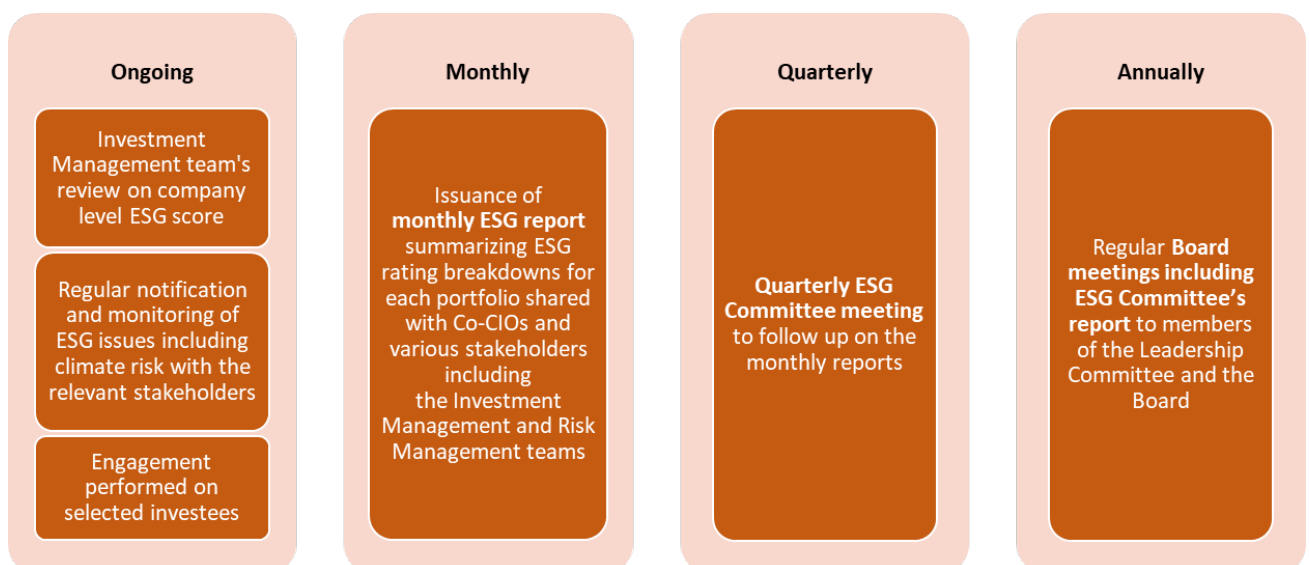 Ongoing
Investment
Management team's
review on company
level ESG score
Regular notification
and monitoring of
ESG issues including
climate risk with the
relevant stakeholders
Engagement
performed on
selected investees
Monthly
Issuance of
monthly ESG report
summarizing ESG
rating breakdowns for
each portfolio shared
with Co-CIOs and
various stakeholders
including
the Investment
Management and Risk
Management teams
Quarterly
Quarterly ESG
Committee meeting
to follow up on the
monthly reports
Annually
Regular Board
meetings including
ESG Committee’s
report to members
of the Leadership
Committee and the
Board